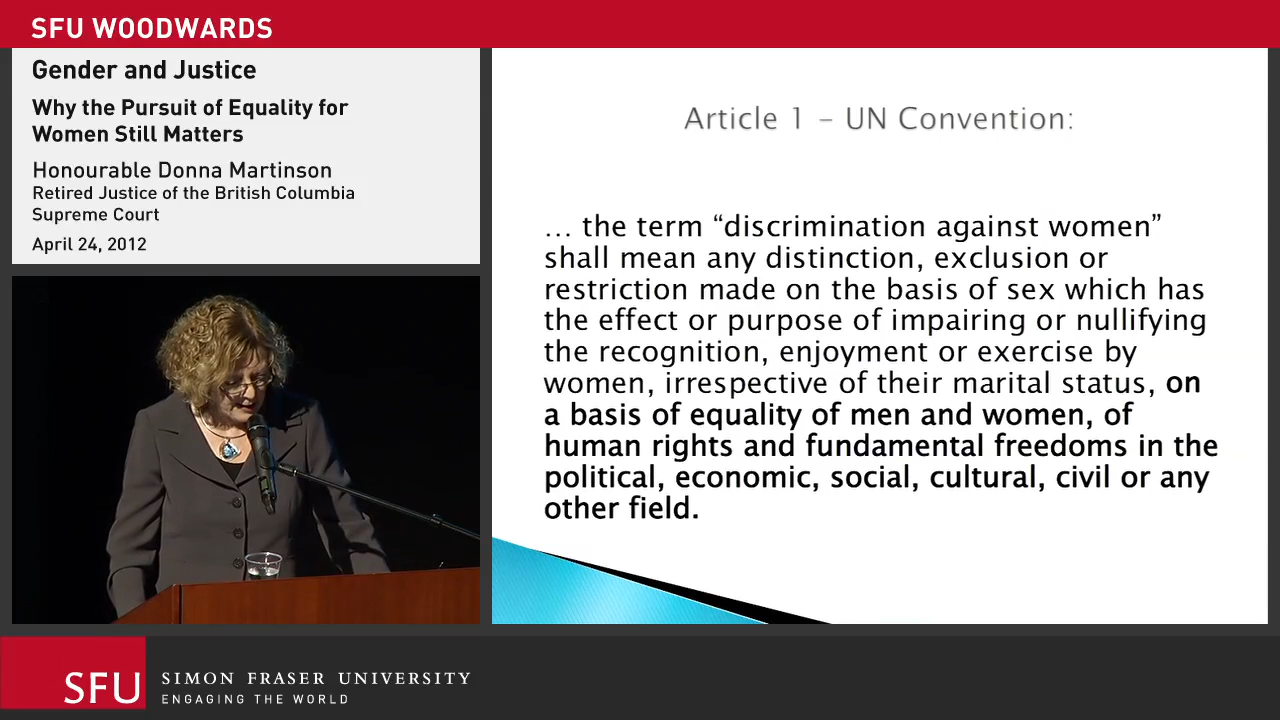 SFU WOODWARDS
Gender and Justice
Why the Pursuit of Equality for
Women Still Matters
Honourable Donna Martinson
Retired Justice of the British Columbia
Supreme Court
April 24, 2012
Article 1 – UN Convention:
… the term “discrimination against women”
shall mean any distinction, exclusion or
restriction made on the basis of sex which has
the effect or purpose of impairing or nullifying
the recognition, enjoyment or exercise by
women, irrespective of their marital status, on
a basis of equality of men and women, of
human rights and fundamental freedoms in the
political, economic, social, cultural, civil or any
other field.
SFU
SIMON FRASER UNIVERSITY
ENGAGING THE WORLD